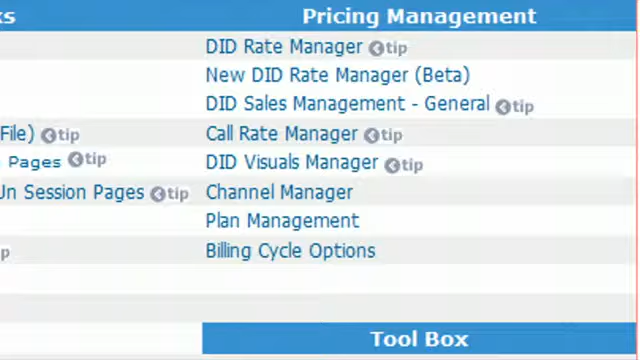 ks
Pricing Management
DID Rate Manager tip
New DID Rate Manager (Beta)
DID Sales Management - General tip
File) tip
Call Rate Manager tip
Pages tip
DID Visuals Manager tip
Un Session Pages tip
Channel Manager
Plan Management
p
Billing Cycle Options
Tool Box